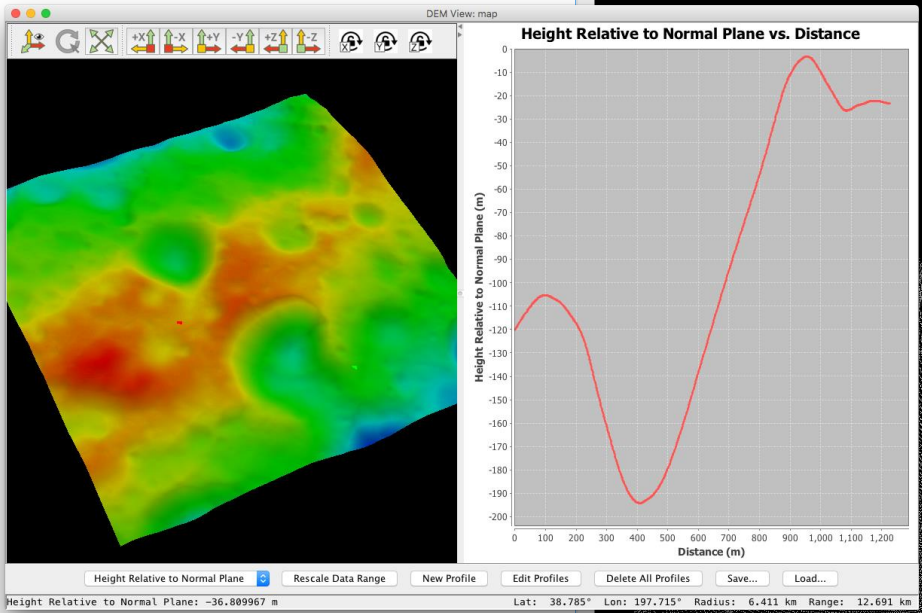 DEM View: map
+X -X +Y -Y +Z -Z X Y Z
Height Relative to Normal Plane vs. Distance
Height Relative to Normal Plane (m)
0
-10
-20
-30
-40
-50
-60
-70
-80
-90
-100
-110
-120
-130
-140
-150
-160
-170
-180
-190
-200
0 100 200 300 400 500 600 700 800 900 1,000 1,100 1,200
Distance (m)
Height Relative to Normal Plane Rescale Data Range New Profile Edit Profiles Delete All Profiles Save... Load...
Height Relative to Normal Plane: -36.809967 m Lat: 38.785° Lon: 197.715° Radius: 6.411 km Range: 12.691 km